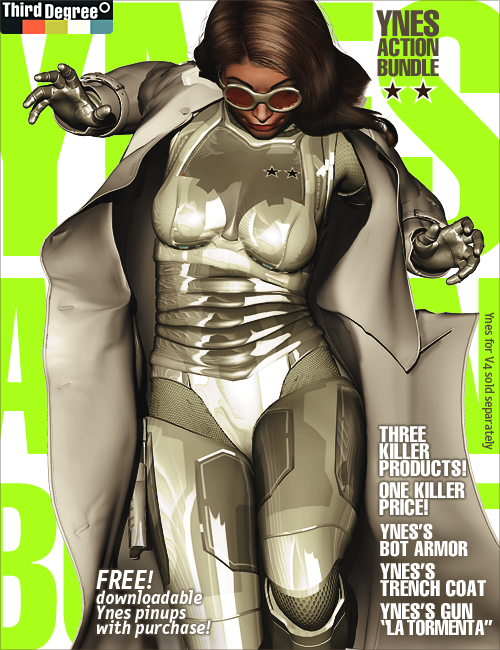 Third Degree°
YNES
ACTION
BUNDLE
Ynes for V4 sold separately
THREE
KILLER
PRODUCTS!
ONE KILLER
PRICE!
YNES'S
BOT ARMOR
YNES'S
TRENCH COAT
YNES'S GUN
"LA TORMENTA"
FREE!
downloadable
Ynes pinups
with purchase!